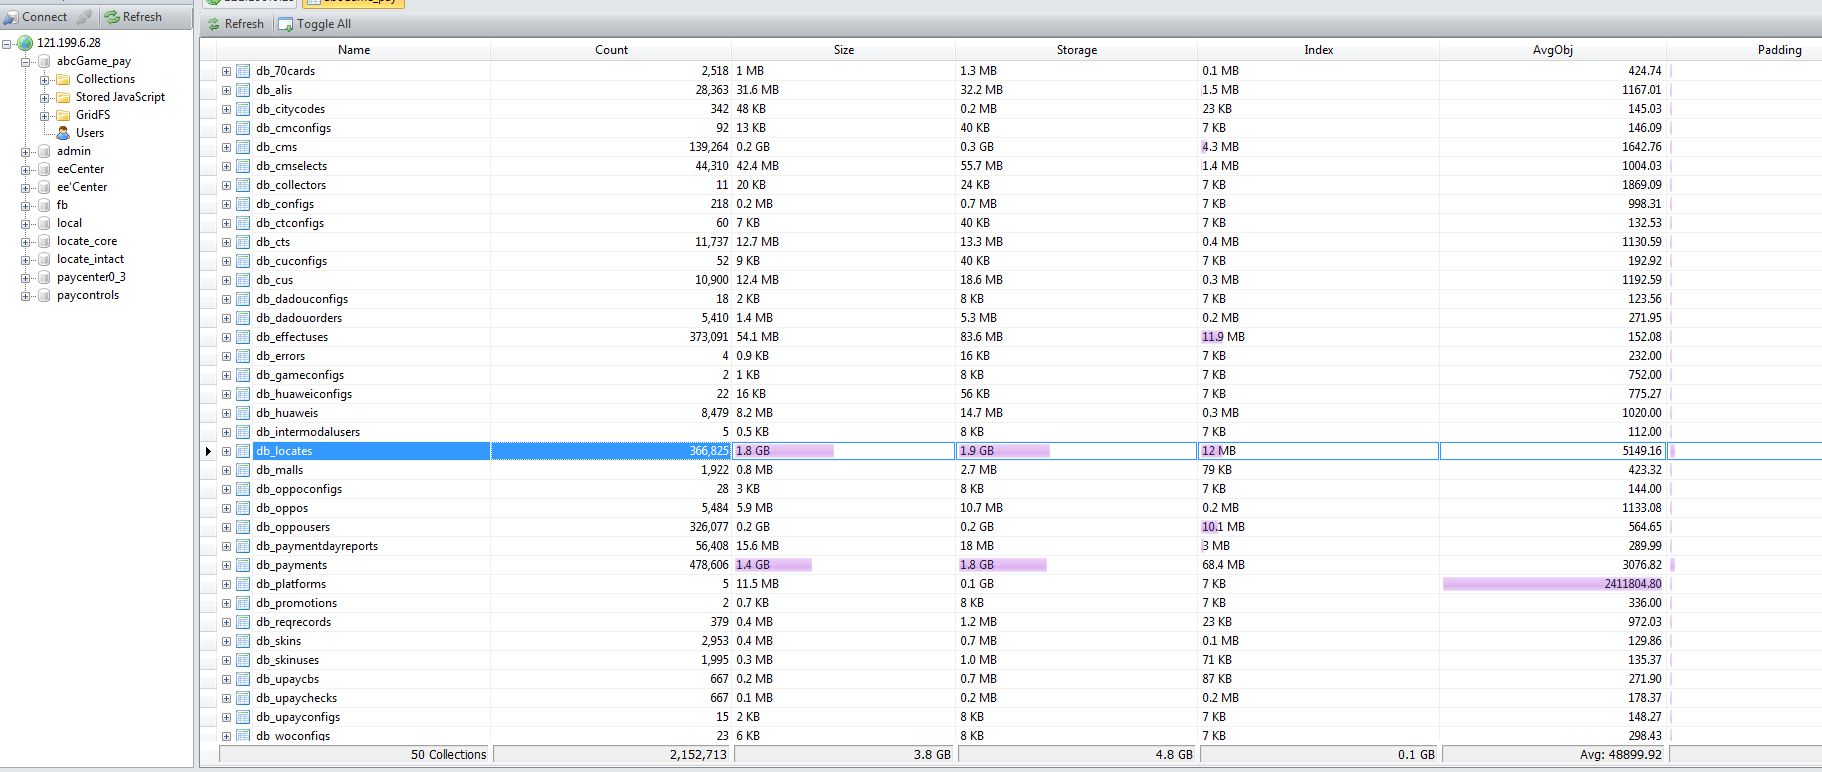 Connect Refresh
121.199.6.28
abcGame_pay
Collections
Stored JavaScript
GridFS
Users
admin
eeCenter
ee'Center
fb
local
locate_core
locate_intact
paycenter0_3
paycontrols
Refresh Toggle All
Name Count Size Storage Index AvgObj Padding
db_70cards 2,518 1 MB 1.3 MB 0.1 MB 424.74
db_alis 28,363 31.6 MB 32.2 MB 1.5 MB 1167.01
db_citycodes 342 48 KB 0.2 MB 23 KB 145.03
db_cmconfigs 92 13 KB 40 KB 7 KB 146.09
db_cms 139,264 0.2 GB 0.3 GB 4.3 MB 1642.76
db_cmselects 44,310 42.4 MB 55.7 MB 1.4 MB 1004.03
db_collectors 11 20 KB 24 KB 7 KB 1869.09
db_configs 218 0.2 MB 0.7 MB 7 KB 998.31
db_ctconfigs 60 7 KB 40 KB 7 KB 132.53
db_cts 11,737 12.7 MB 13.3 MB 0.4 MB 1130.59
db_cuconfigs 52 9 KB 40 KB 7 KB 192.92
db_cus 10,900 12.4 MB 18.6 MB 0.3 MB 1192.59
db_dadouconfigs 18 2 KB 8 KB 7 KB 123.56
db_dadouorders 5,410 1.4 MB 5.3 MB 0.2 MB 271.95
db_effectuses 373,091 54.1 MB 83.6 MB 11.9 MB 152.08
db_errors 4 0.9 KB 16 KB 7 KB 232.00
db_gameconfigs 2 1 KB 8 KB 7 KB 752.00
db_huaweiconfigs 22 16 KB 56 KB 7 KB 775.27
db_huaweis 8,479 8.2 MB 14.7 MB 0.3 MB 1020.00
db_intermodalusers 5 0.5 KB 8 KB 7 KB 112.00
db_locates 366,825 1.8 GB 1.9 GB 12 MB 5149.16
db_malls 1,922 0.8 MB 2.7 MB 79 KB 423.32
db_oppoconfigs 28 3 KB 8 KB 7 KB 144.00
db_oppos 5,484 5.9 MB 10.7 MB 0.2 MB 1133.08
db_oppousers 326,077 0.2 GB 0.2 GB 10.1 MB 564.65
db_paymentdayreports 56,408 15.6 MB 18 MB 3 MB 289.99
db_payments 478,606 1.4 GB 1.8 GB 68.4 MB 3076.82
db_platforms 5 11.5 MB 0.1 GB 7 KB 2411804.80
db_promotions 2 0.7 KB 8 KB 7 KB 336.00
db_reqrecords 379 0.4 MB 1.2 MB 23 KB 972.03
db_skins 2,953 0.4 MB 0.7 MB 0.1 MB 129.86
db_skinuses 1,995 0.3 MB 1.0 MB 71 KB 135.37
db_upaycbs 667 0.2 MB 0.7 MB 87 KB 271.90
db_upaychecks 667 0.1 MB 0.2 MB 0.2 MB 178.37
db_upayconfigs 15 2 KB 8 KB 7 KB 148.27
db_woconfigs 23 6 KB 8 KB 7 KB 298.43
50 Collections 2,152,713 3.8 GB 4.8 GB 0.1 GB Avg: 48899.92